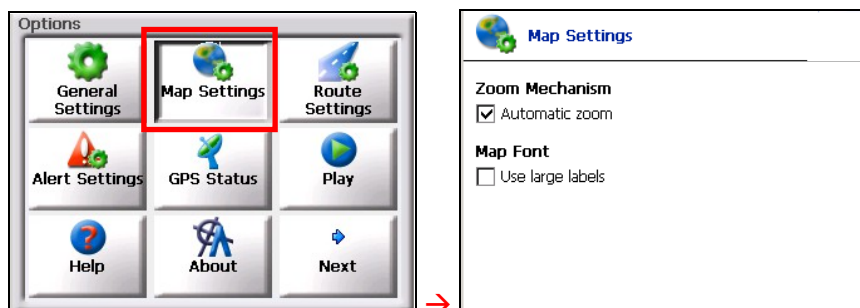 Options
General
Settings
Map Settings
Route
Settings
Alert Settings
GPS Status
Play
Help
About
Next
→
Map Settings
Zoom Mechanism
Automatic zoom
Map Font
Use large labels